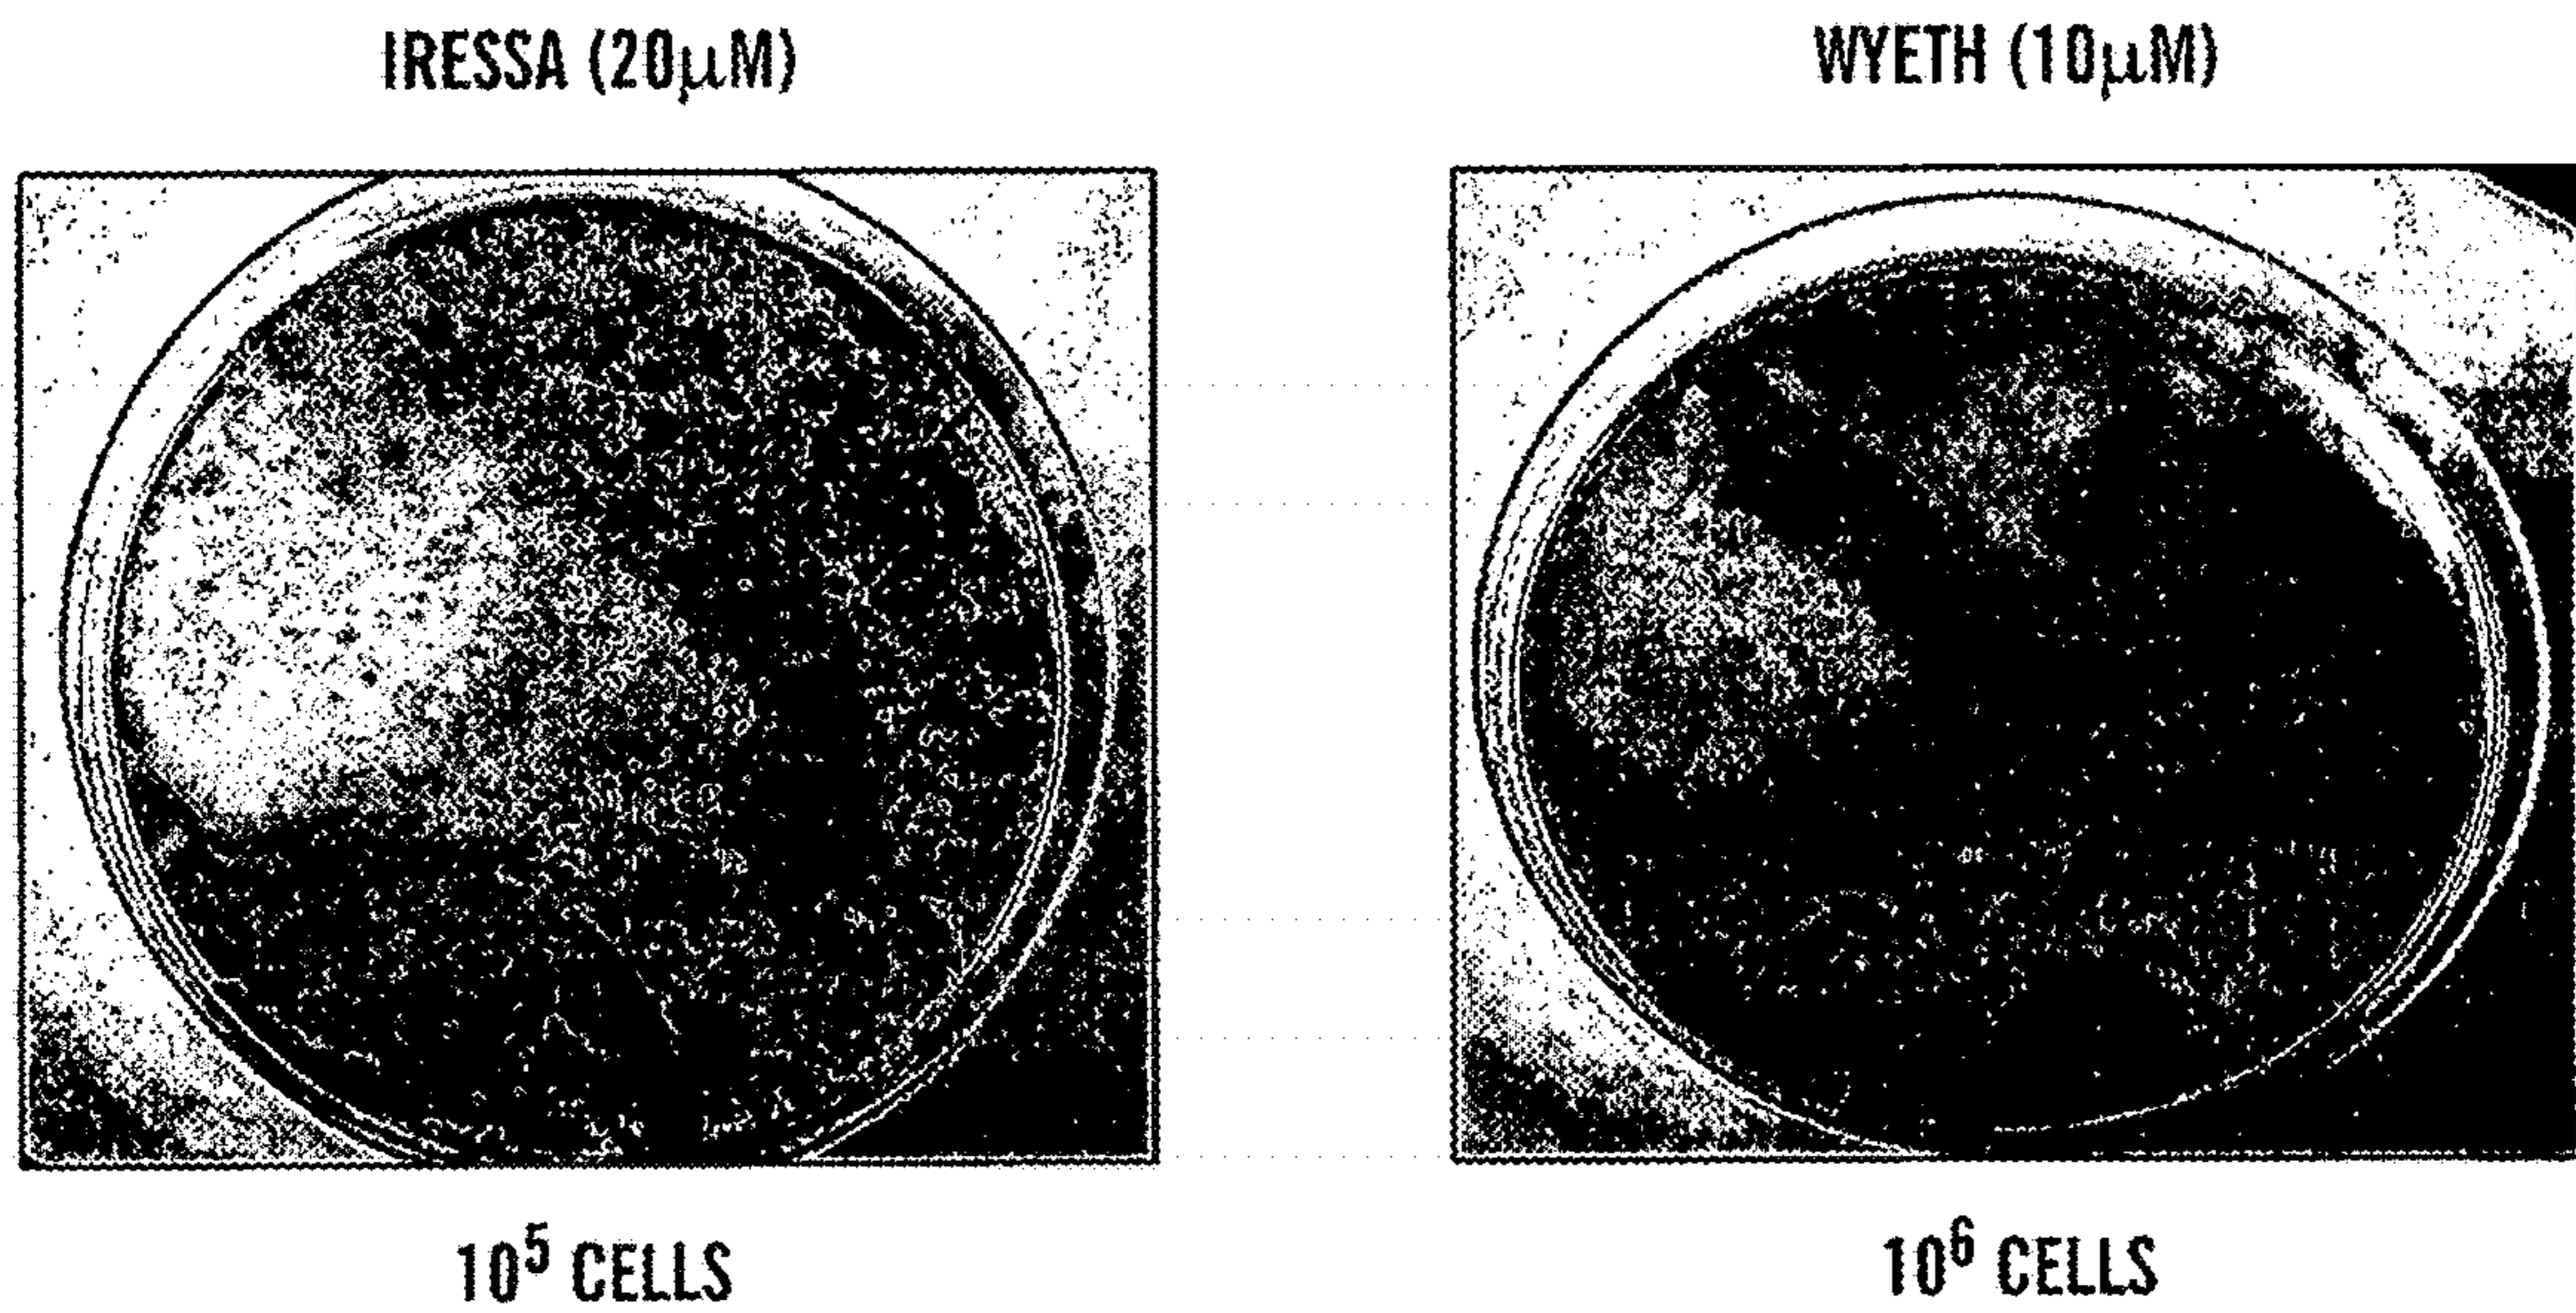 IRESSA (20μM)
WYETH (10μM)
10⁵ CELLS
10⁶ CELLS